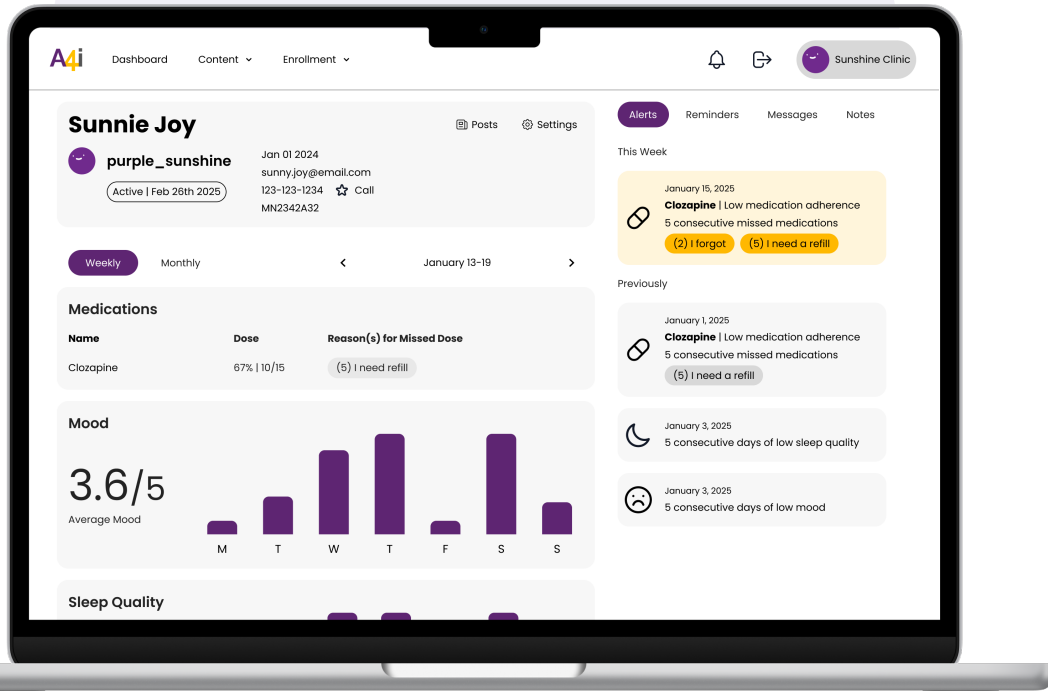 A4i
Dashboard
Content
Enrollment
Sunshine Clinic
Sunnie Joy
Posts
Settings
purple_sunshine
Active | Feb 26th 2025
Jan 01 2024
sunny.joy@email.com
123-123-1234 Call
MN2342A32
Weekly
Monthly
January 13-19
Medications
Name Dose Reason(s) for Missed Dose
Clozapine 67% | 10/15 (5) I need refill
Mood
3.6/5
Average Mood
M T W T F S S
Sleep Quality
Alerts
Reminders
Messages
Notes
This Week
January 15, 2025
Clozapine | Low medication adherence
5 consecutive missed medications
(2) I forgot (5) I need a refill
Previously
January 1, 2025
Clozapine | Low medication adherence
5 consecutive missed medications
(5) I need a refill
January 3, 2025
5 consecutive days of low sleep quality
January 3, 2025
5 consecutive days of low mood